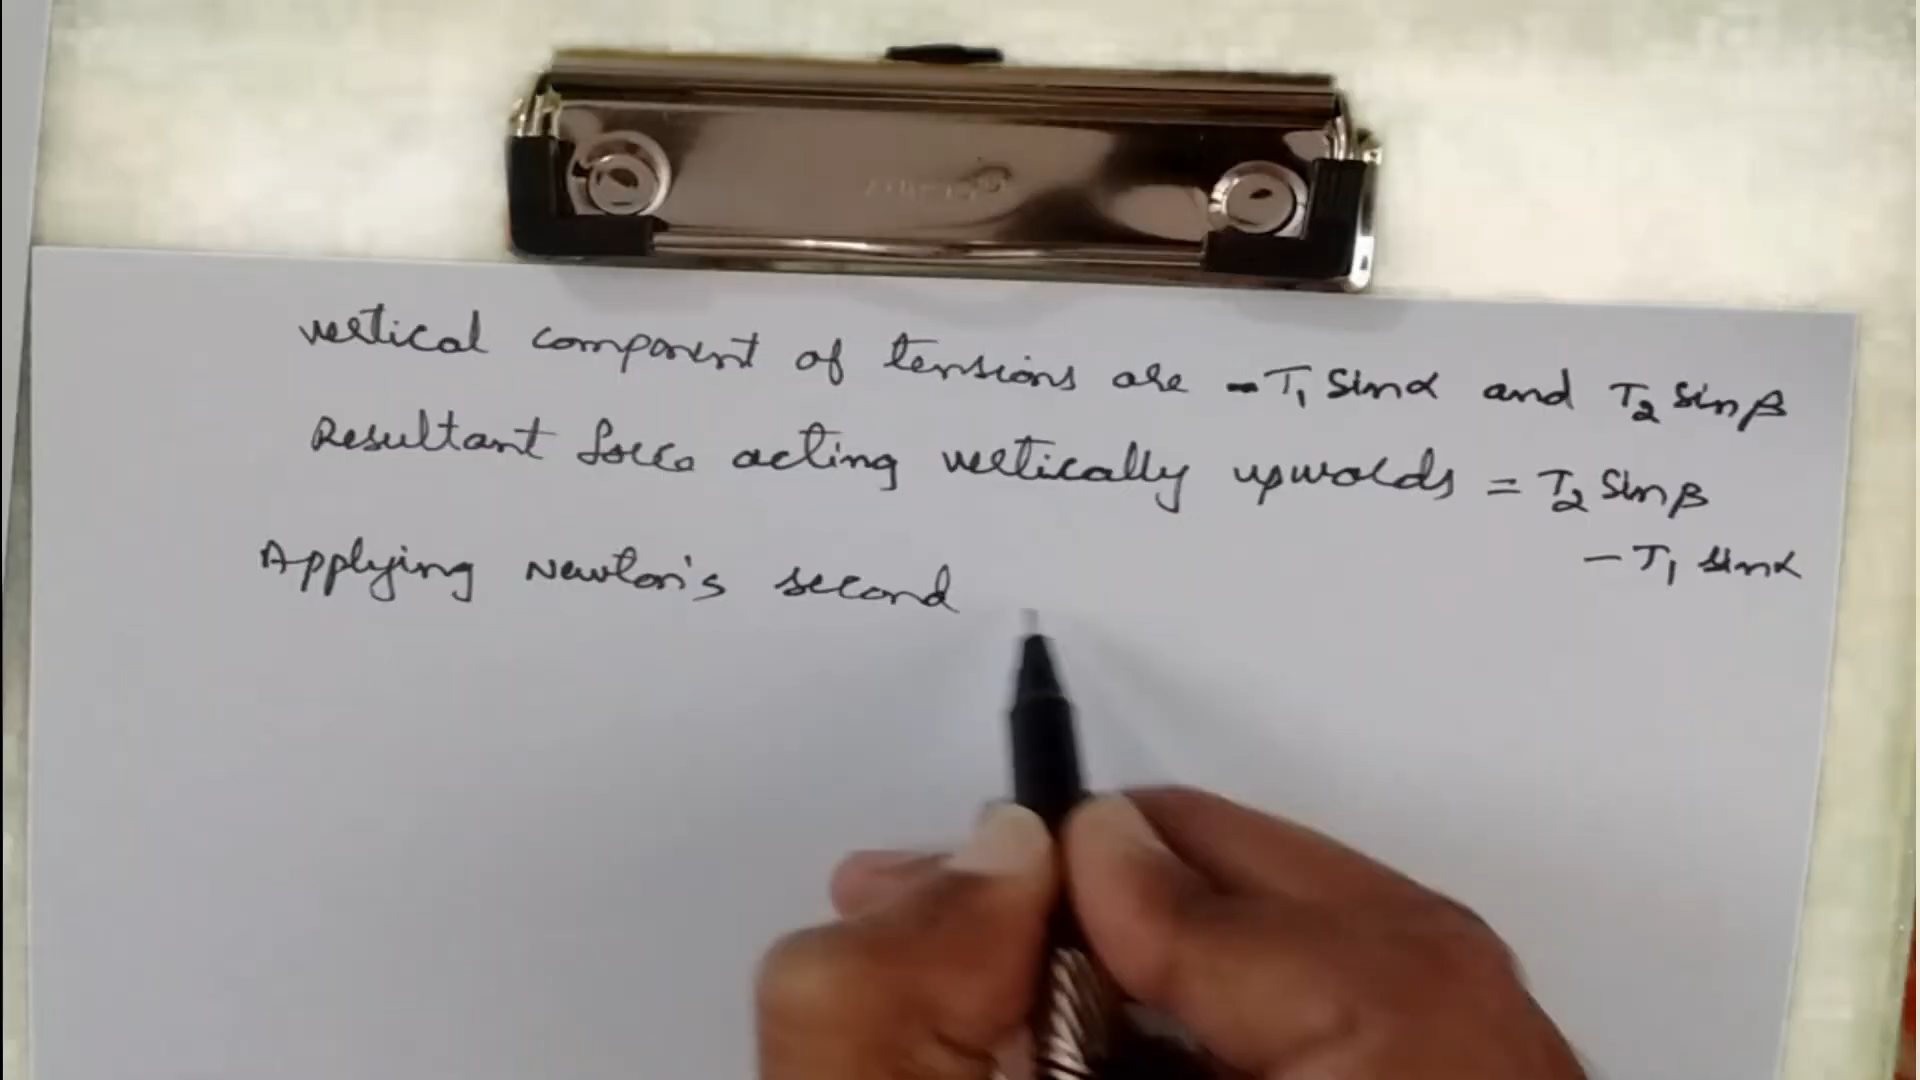 vertical component of tensions are -T₁ sinα and T₂ sinβ
Resultant force acting vertically upwards = T₂ sinβ
- T₁ sinα
Applying Newton's second